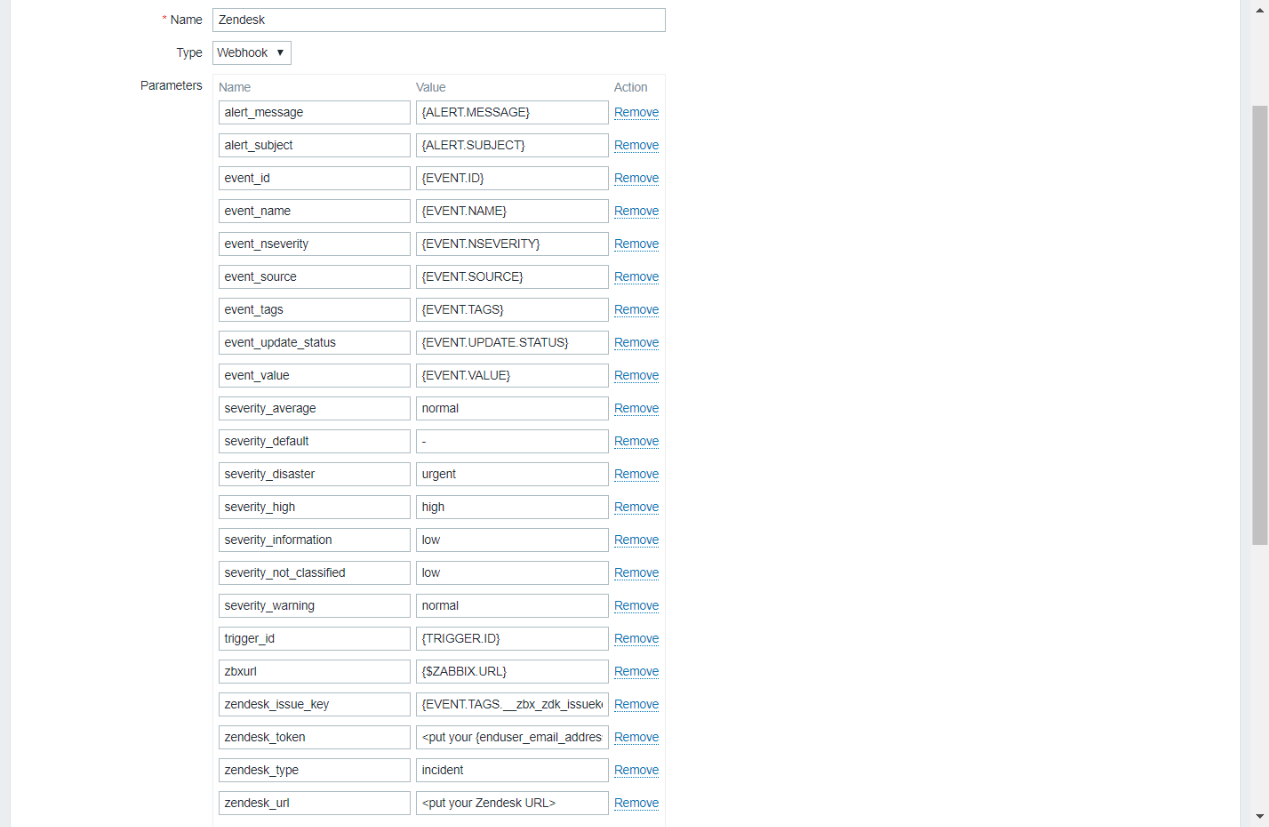 * Name Zendesk
Type Webhook ▼
Parameters Name Value Action
alert_message {ALERT.MESSAGE} Remove
alert_subject {ALERT.SUBJECT} Remove
event_id {EVENT.ID} Remove
event_name {EVENT.NAME} Remove
event_nseverity {EVENT.NSEVERITY} Remove
event_source {EVENT.SOURCE} Remove
event_tags {EVENT.TAGS} Remove
event_update_status {EVENT.UPDATE.STATUS} Remove
event_value {EVENT.VALUE} Remove
severity_average normal Remove
severity_default - Remove
severity_disaster urgent Remove
severity_high high Remove
severity_information low Remove
severity_not_classified low Remove
severity_warning normal Remove
trigger_id {TRIGGER.ID} Remove
zbxurl {$ZABBIX.URL} Remove
zendesk_issue_key {EVENT.TAGS.__zbx_zdk_issueke Remove
zendesk_token <put your {enduser_email_address Remove
zendesk_type incident Remove
zendesk_url <put your Zendesk URL> Remove